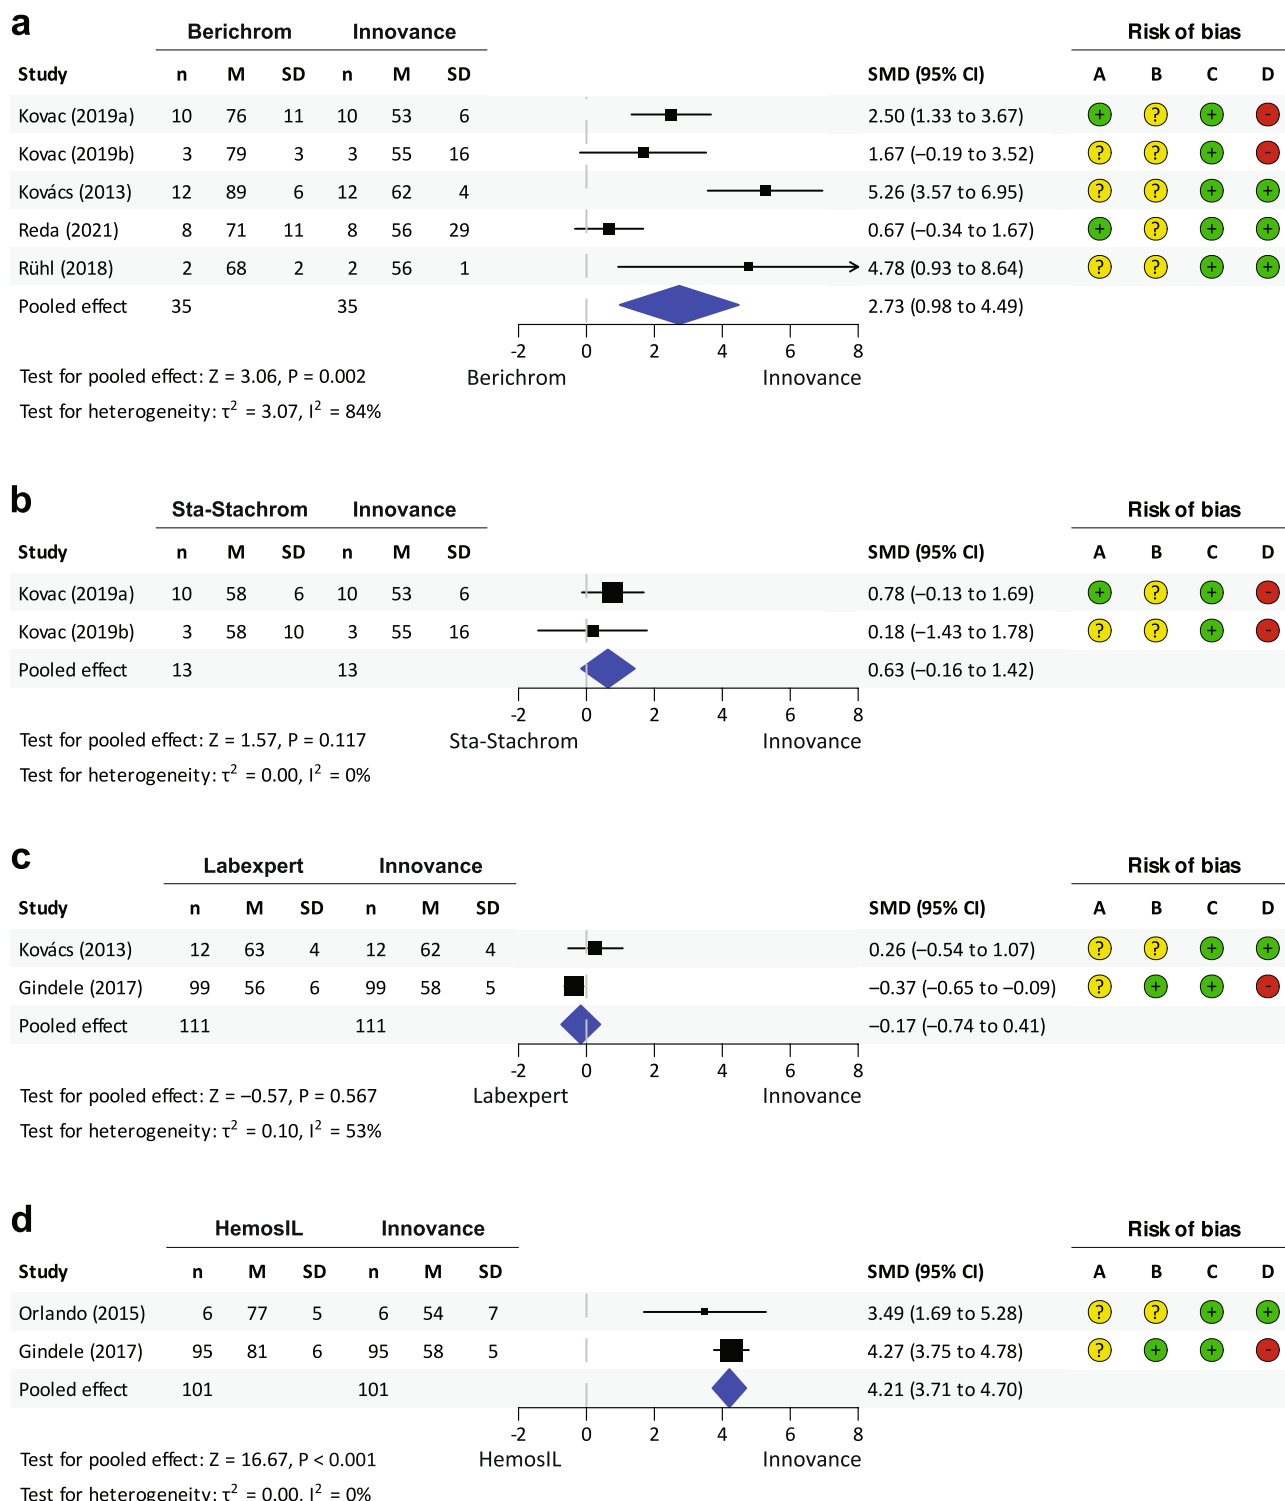 a
Berichrom Innovance Risk of bias
Study n M SD n M SD SMD (95% CI) A B C D
Kovac (2019a) 10 76 11 10 53 6 2.50 (1.33 to 3.67) + ? + -
Kovac (2019b) 3 79 3 3 55 16 1.67 (–0.19 to 3.52) ? ? + -
Kovács (2013) 12 89 6 12 62 4 5.26 (3.57 to 6.95) ? ? + +
Reda (2021) 8 71 11 8 56 29 0.67 (–0.34 to 1.67) + ? + +
Rühl (2018) 2 68 2 2 56 1 4.78 (0.93 to 8.64) ? ? + +
Pooled effect 35 35 2.73 (0.98 to 4.49)
-2 0 2 4 6 8
Berichrom Innovance
Test for pooled effect: Z = 3.06, P = 0.002
Test for heterogeneity: τ² = 3.07, I² = 84%
b
Sta-Stachrom Innovance Risk of bias
Study n M SD n M SD SMD (95% CI) A B C D
Kovac (2019a) 10 58 6 10 53 6 0.78 (–0.13 to 1.69) + ? + -
Kovac (2019b) 3 58 10 3 55 16 0.18 (–1.43 to 1.78) ? ? + -
Pooled effect 13 13 0.63 (–0.16 to 1.42)
-2 0 2 4 6 8
Sta-Stachrom Innovance
Test for pooled effect: Z = 1.57, P = 0.117
Test for heterogeneity: τ² = 0.00, I² = 0%
c
Labexpert Innovance Risk of bias
Study n M SD n M SD SMD (95% CI) A B C D
Kovács (2013) 12 63 4 12 62 4 0.26 (–0.54 to 1.07) ? ? + +
Gindele (2017) 99 56 6 99 58 5 –0.37 (–0.65 to –0.09) ? + + -
Pooled effect 111 111 –0.17 (–0.74 to 0.41)
-2 0 2 4 6 8
Labexpert Innovance
Test for pooled effect: Z = –0.57, P = 0.567
Test for heterogeneity: τ² = 0.10, I² = 53%
d
HemosIL Innovance Risk of bias
Study n M SD n M SD SMD (95% CI) A B C D
Orlando (2015) 6 77 5 6 54 7 3.49 (1.69 to 5.28) ? ? + +
Gindele (2017) 95 81 6 95 58 5 4.27 (3.75 to 4.78) ? + + -
Pooled effect 101 101 4.21 (3.71 to 4.70)
-2 0 2 4 6 8
HemosIL Innovance
Test for pooled effect: Z = 16.67, P < 0.001
Test for heterogeneity: τ² = 0.00, I² = 0%